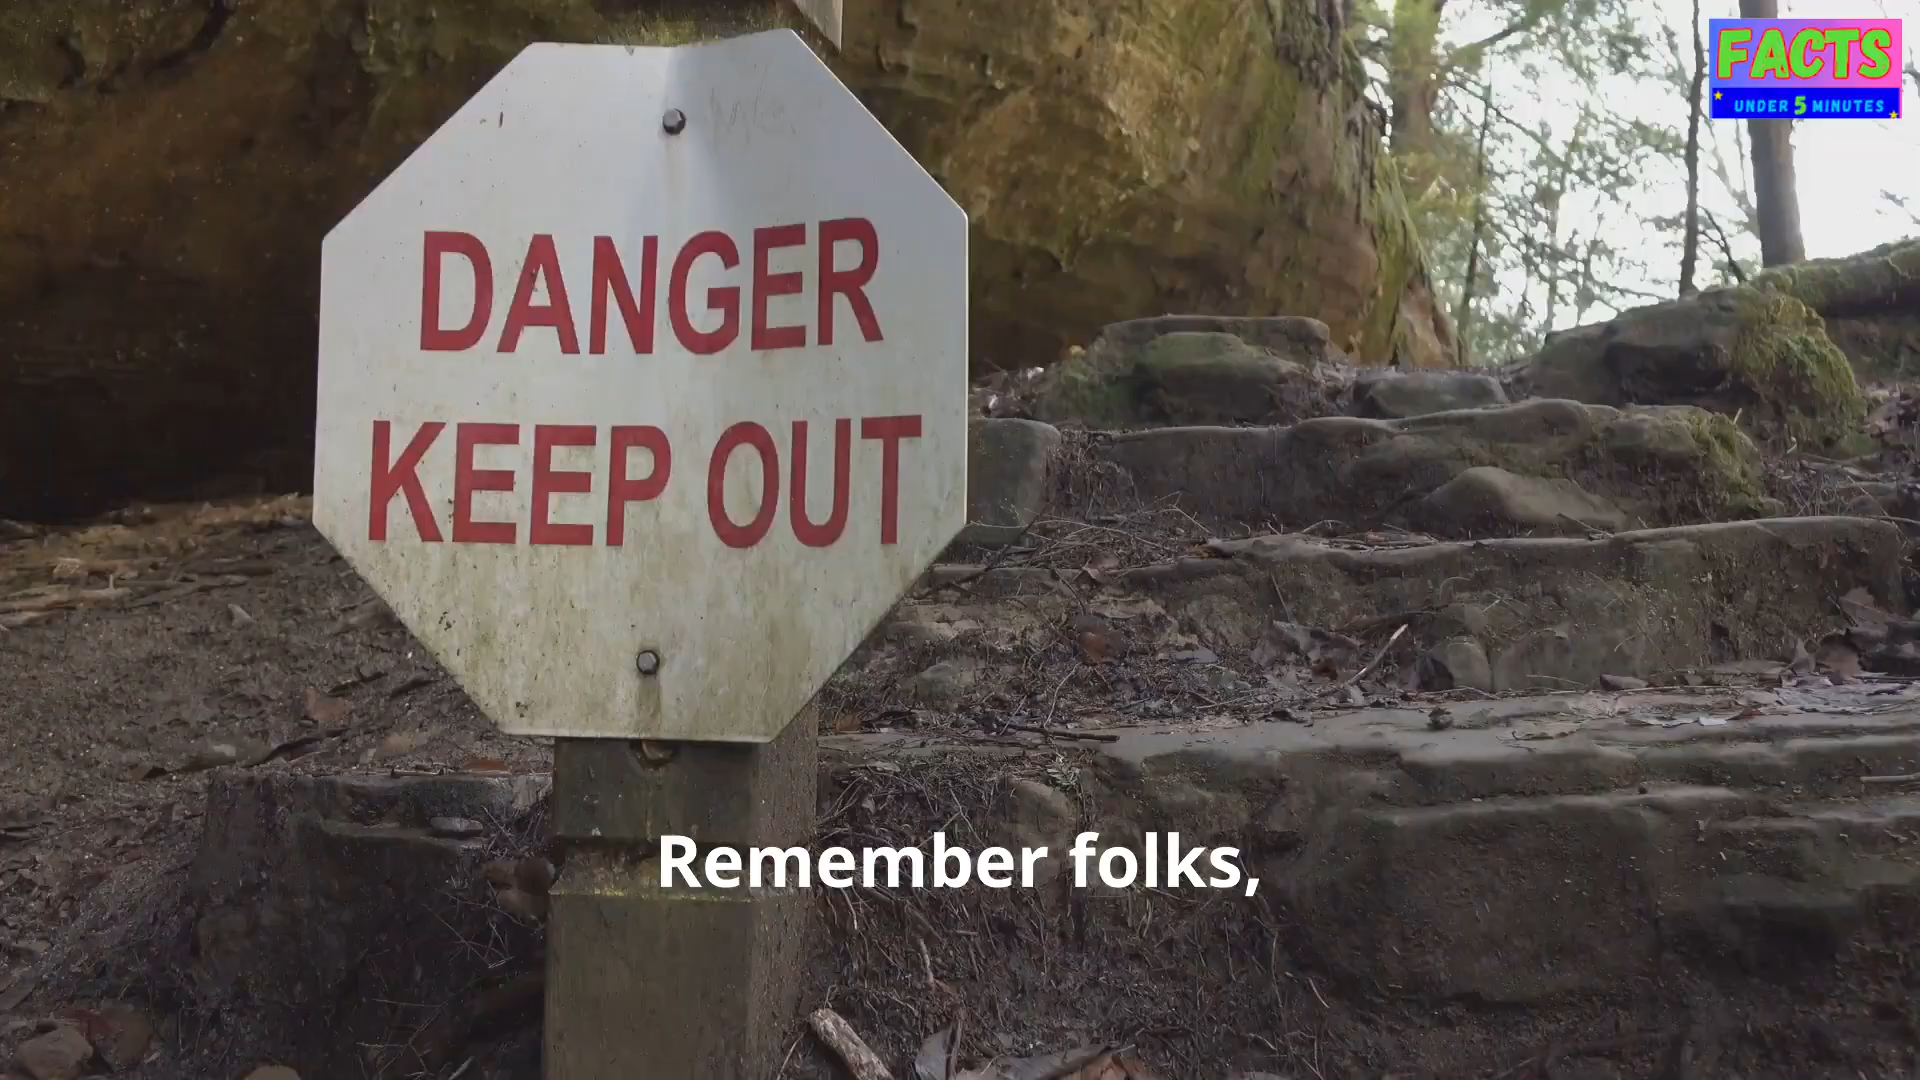 FACTS
UNDER 5 MINUTES
DANGER
KEEP OUT
Remember folks,